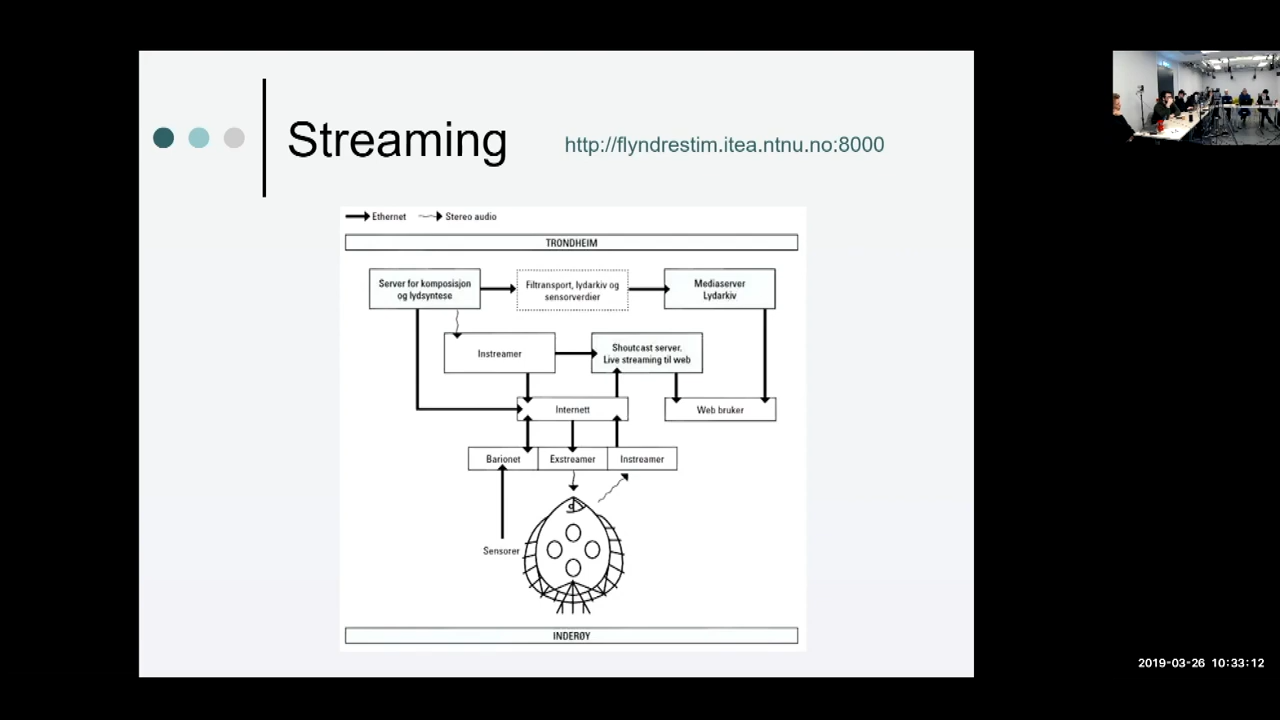 Streaming
http://flyndrestim.itea.ntnu.no:8000
Ethernet
Stereo audio
TRONDHEIM
Server for komposisjon
og lydsyntese
Filtransport, lydarkiv og
sensorverdier
Mediaserver
Lydarkiv
Instreamer
Shoutcast server.
Live streaming til web
Internett
Web bruker
Barionet
Exstreamer
Instreamer
Sensorer
INDERØY
2019-03-26 10:33:12